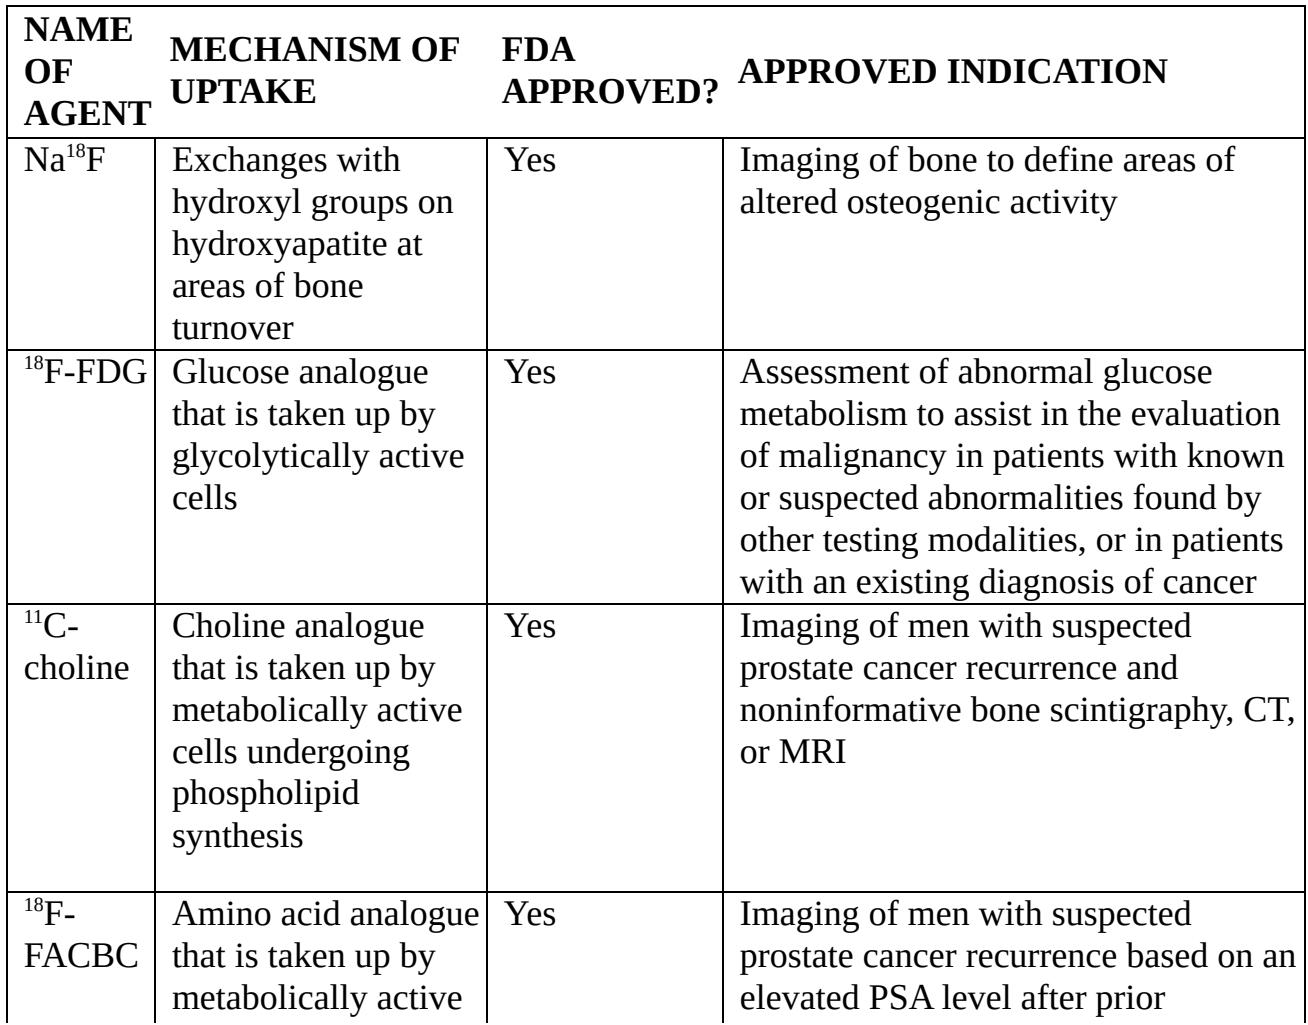 NAME OF AGENT
MECHANISM OF UPTAKE
FDA APPROVED?
APPROVED INDICATION
Na¹⁸F
Exchanges with
hydroxyl groups on
hydroxyapatite at
areas of bone
turnover
Yes
Imaging of bone to define areas of
altered osteogenic activity
¹⁸F-FDG
Glucose analogue
that is taken up by
glycolytically active
cells
Yes
Assessment of abnormal glucose
metabolism to assist in the evaluation
of malignancy in patients with known
or suspected abnormalities found by
other testing modalities, or in patients
with an existing diagnosis of cancer
¹¹C-
choline
Choline analogue
that is taken up by
metabolically active
cells undergoing
phospholipid
synthesis
Yes
Imaging of men with suspected
prostate cancer recurrence and
noninformative bone scintigraphy, CT,
or MRI
¹⁸F-
FACBC
Amino acid analogue
that is taken up by
metabolically active
Yes
Imaging of men with suspected
prostate cancer recurrence based on an
elevated PSA level after prior